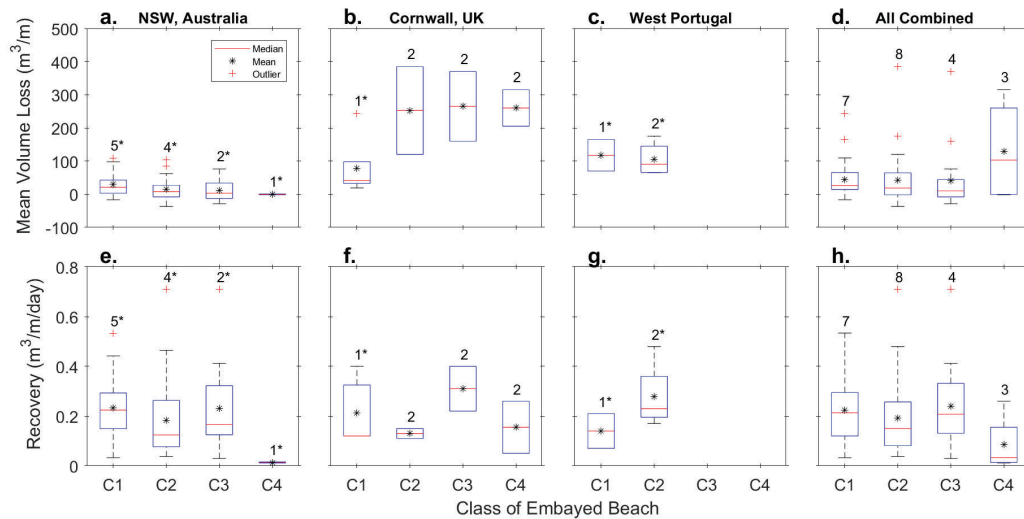 a. NSW, Australia
b. Cornwall, UK
c. West Portugal
d. All Combined
Mean Volume Loss (m³/m)
500
400
300
200
100
0
-100
Median
Mean
Outlier
5*
4*
2*
1*
1*
2
2
2
1*
2*
7
8
4
3
e.
f.
g.
h.
Recovery (m³/m/day)
0.8
0.6
0.4
0.2
0
5*
4*
2*
1*
1*
2
2
2
1*
2*
7
8
4
3
C1 C2 C3 C4
C1 C2 C3 C4
C1 C2 C3 C4
C1 C2 C3 C4
Class of Embayed Beach